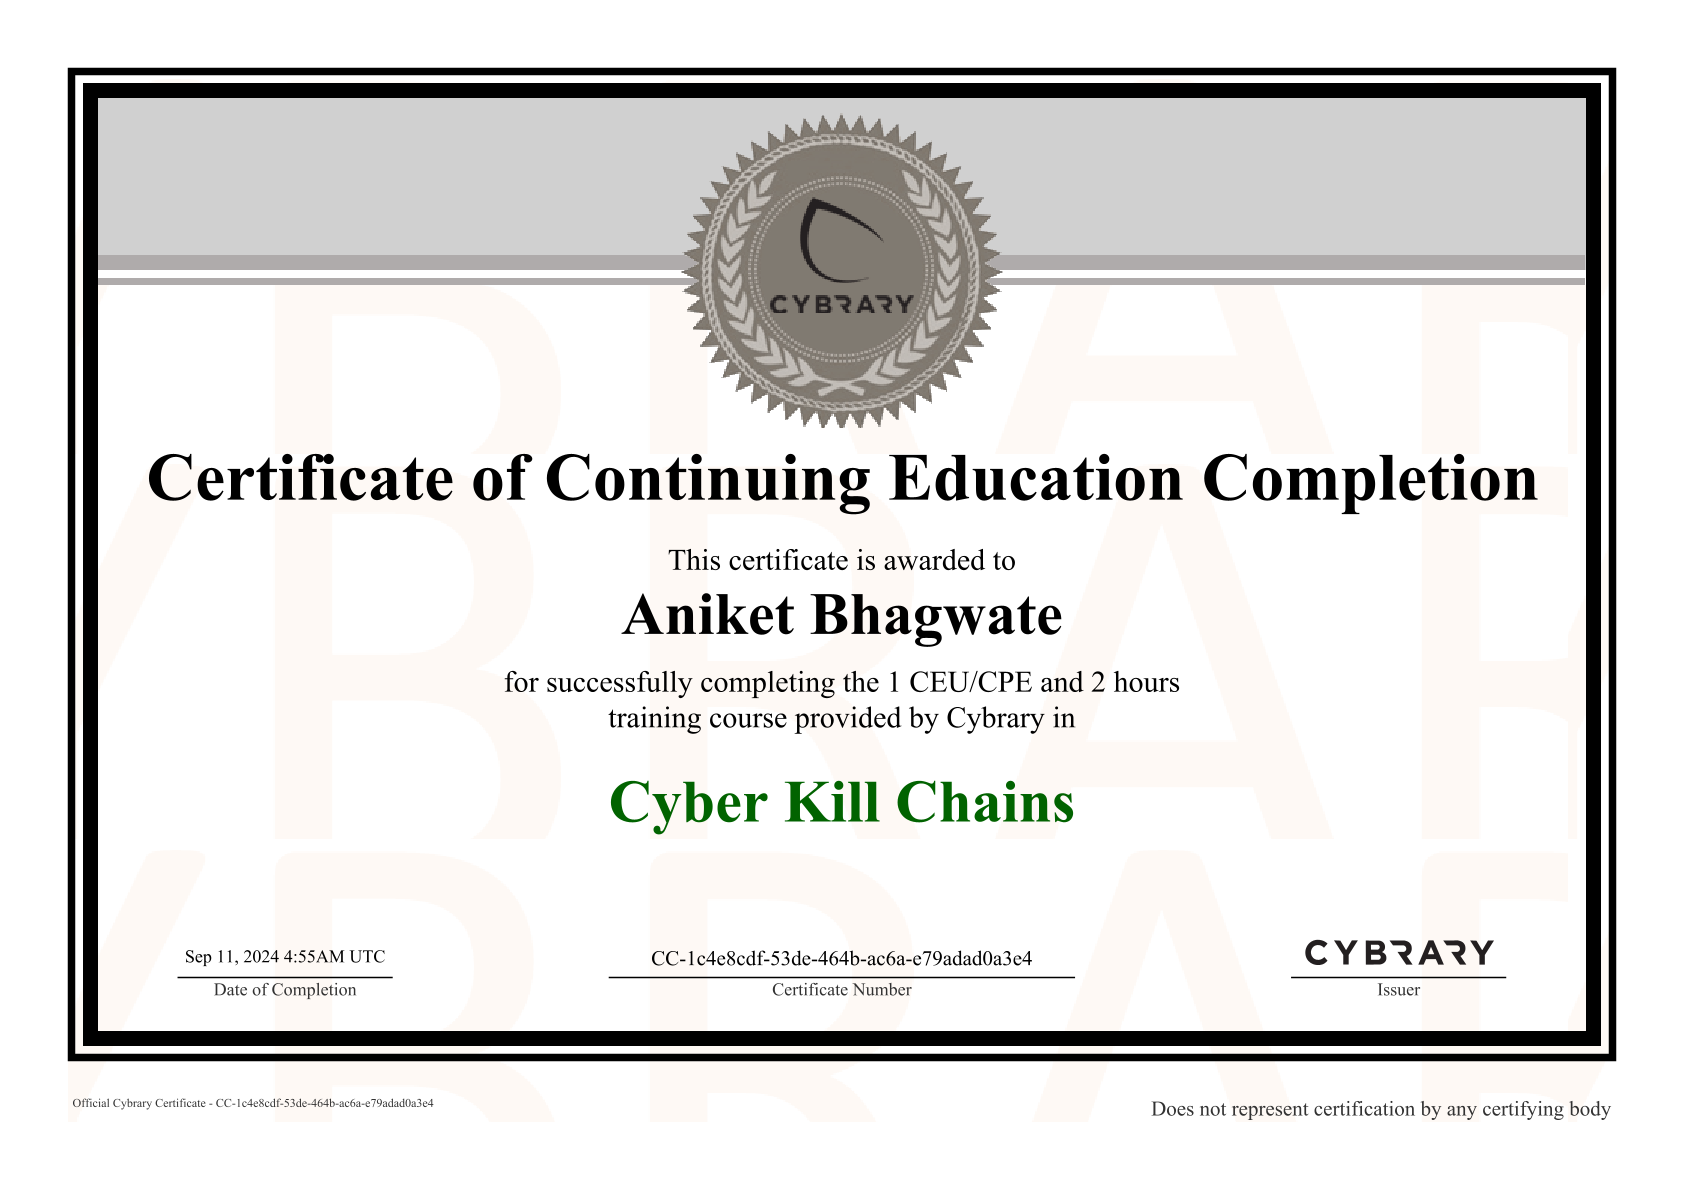 CYBRARY
Certificate of Continuing Education Completion
This certificate is awarded to
Aniket Bhagwate
for successfully completing the 1 CEU/CPE and 2 hours
training course provided by Cybrary in
Cyber Kill Chains
Sep 11, 2024 4:55AM UTC
Date of Completion
CC-1c4e8cdf-53de-464b-ac6a-e79adad0a3e4
Certificate Number
CYBRARY
Issuer
Official Cybrary Certificate - CC-1c4e8cdf-53de-464b-ac6a-e79adad0a3e4
Does not represent certification by any certifying body